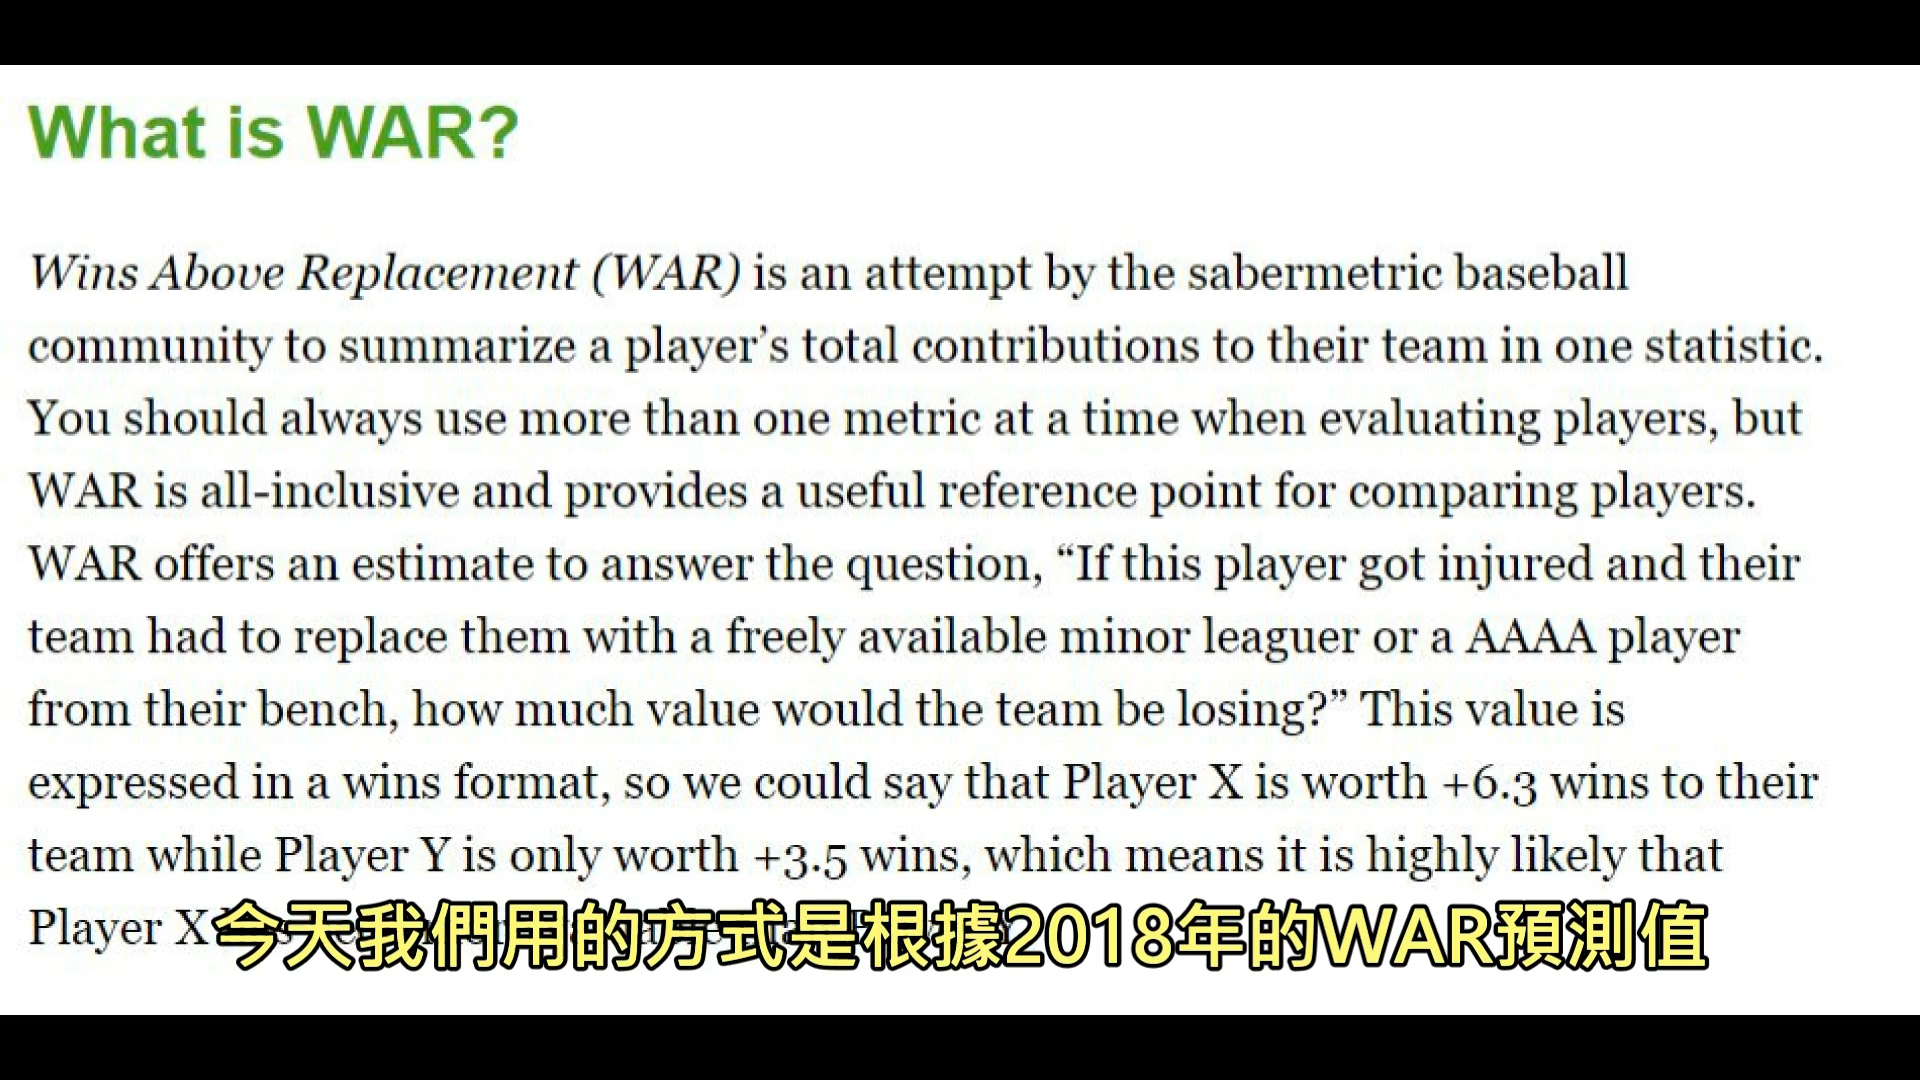 What is WAR?
Wins Above Replacement (WAR) is an attempt by the sabermetric baseball
community to summarize a player’s total contributions to their team in one statistic.
You should always use more than one metric at a time when evaluating players, but
WAR is all-inclusive and provides a useful reference point for comparing players.
WAR offers an estimate to answer the question, “If this player got injured and their
team had to replace them with a freely available minor leaguer or a AAAA player
from their bench, how much value would the team be losing?” This value is
expressed in a wins format, so we could say that Player X is worth +6.3 wins to their
team while Player Y is only worth +3.5 wins, which means it is highly likely that
Player X
今天我們用的方式是根據2018年的WAR預測值